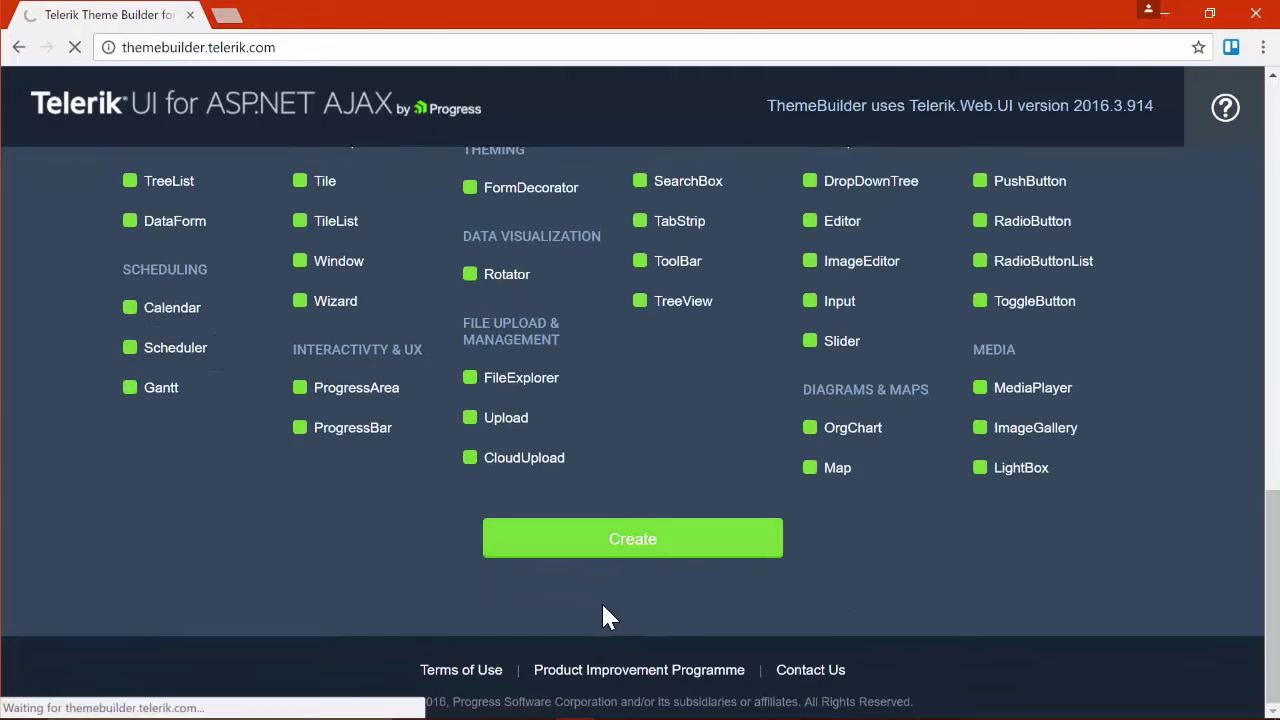 Telerik Theme Builder for
themebuilder.telerik.com
Telerik UI for ASP.NET AJAX by Progress
ThemeBuilder uses Telerik.Web.UI version 2016.3.914
?
TreeList
DataForm
SCHEDULING
Calendar
Scheduler
Gantt
Tile
TileList
Window
Wizard
INTERACTIVTY & UX
ProgressArea
ProgressBar
THEMING
FormDecorator
DATA VISUALIZATION
Rotator
FILE UPLOAD &
MANAGEMENT
FileExplorer
Upload
CloudUpload
SearchBox
TabStrip
ToolBar
TreeView
DropDownTree
Editor
ImageEditor
Input
Slider
DIAGRAMS & MAPS
OrgChart
Map
PushButton
RadioButton
RadioButtonList
ToggleButton
MEDIA
MediaPlayer
ImageGallery
LightBox
Create
Terms of Use | Product Improvement Programme | Contact Us
Waiting for themebuilder.telerik.com...
016, Progress Software Corporation and/or its subsidiaries or affiliates. All Rights Reserved.